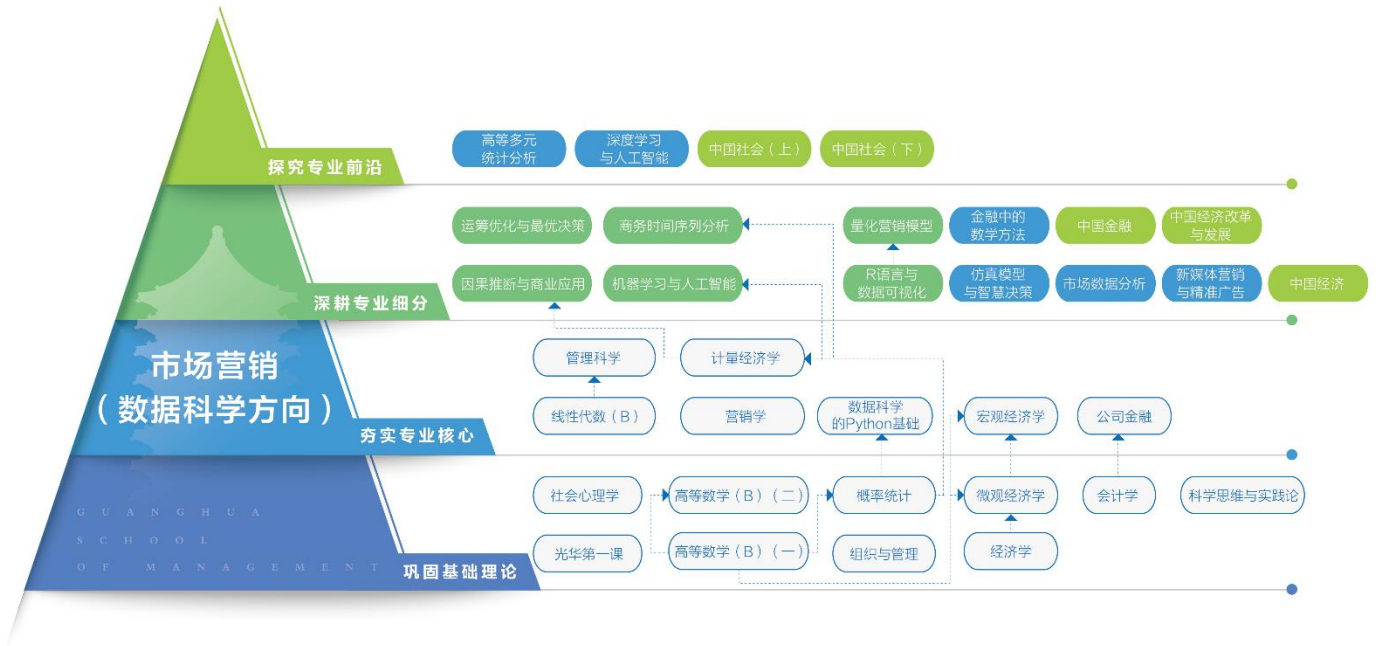 高等多元
统计分析
深度学习
与人工智能
中国社会（上）
中国社会（下）
探究专业前沿
运筹优化与最优决策
商务时间序列分析
量化营销模型
金融中的
数学方法
中国金融
中国经济改革
与发展
因果推断与商业应用
机器学习与人工智能
R语言与
数据可视化
仿真模型
与智慧决策
市场数据分析
新媒体营销
与精准广告
中国经济
深耕专业细分
市场营销
（数据科学方向）
管理科学
计量经济学
线性代数（B）
营销学
数据科学
的Python基础
宏观经济学
公司金融
夯实专业核心
社会心理学
高等数学（B）（二）
概率统计
微观经济学
会计学
科学思维与实践论
光华第一课
高等数学（B）（一）
组织与管理
经济学
GUANGHUA
SCHOOL
OF MANAGEMENT
巩固基础理论